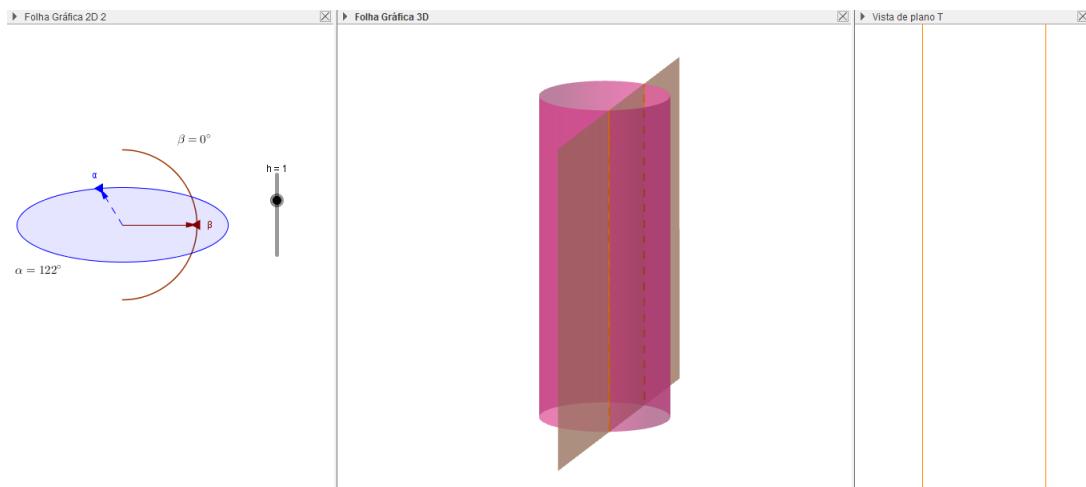 Folha Gráfica 2D 2
β = 0°
α
h = 1
β
α = 122°
Folha Gráfica 3D
Vista de plano T